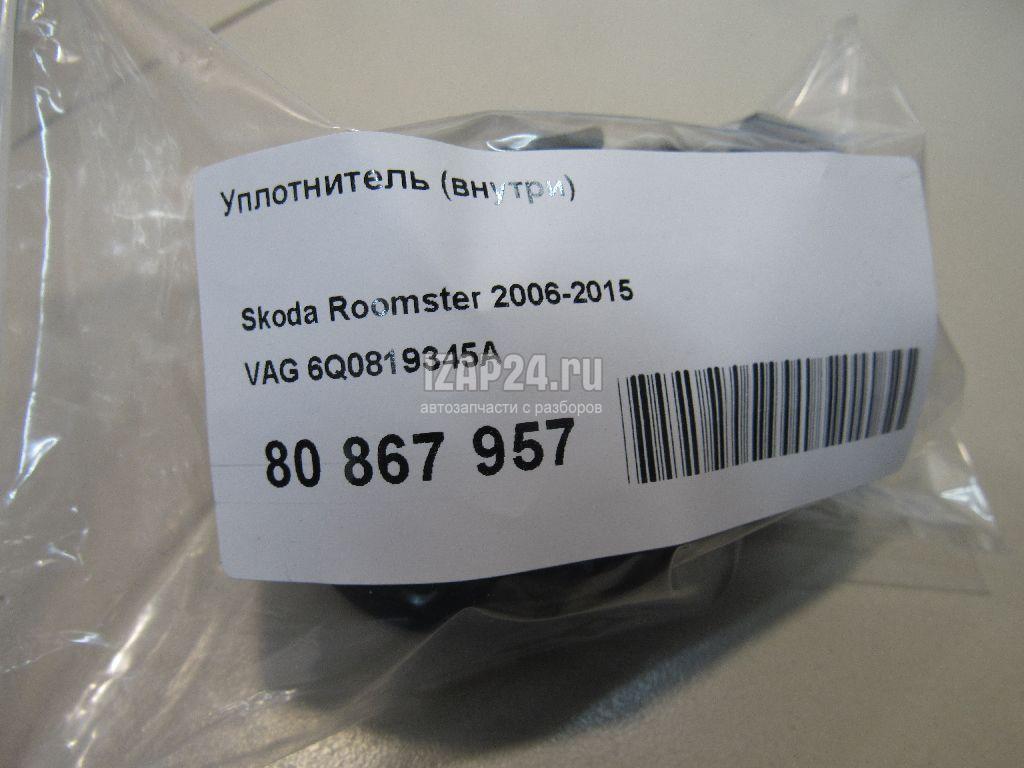 Уплотнитель (внутри)
Skoda Roomster 2006-2015
VAG 6Q0819345A
IZAP24.ru
автозапчасти с разборов
80 867 957